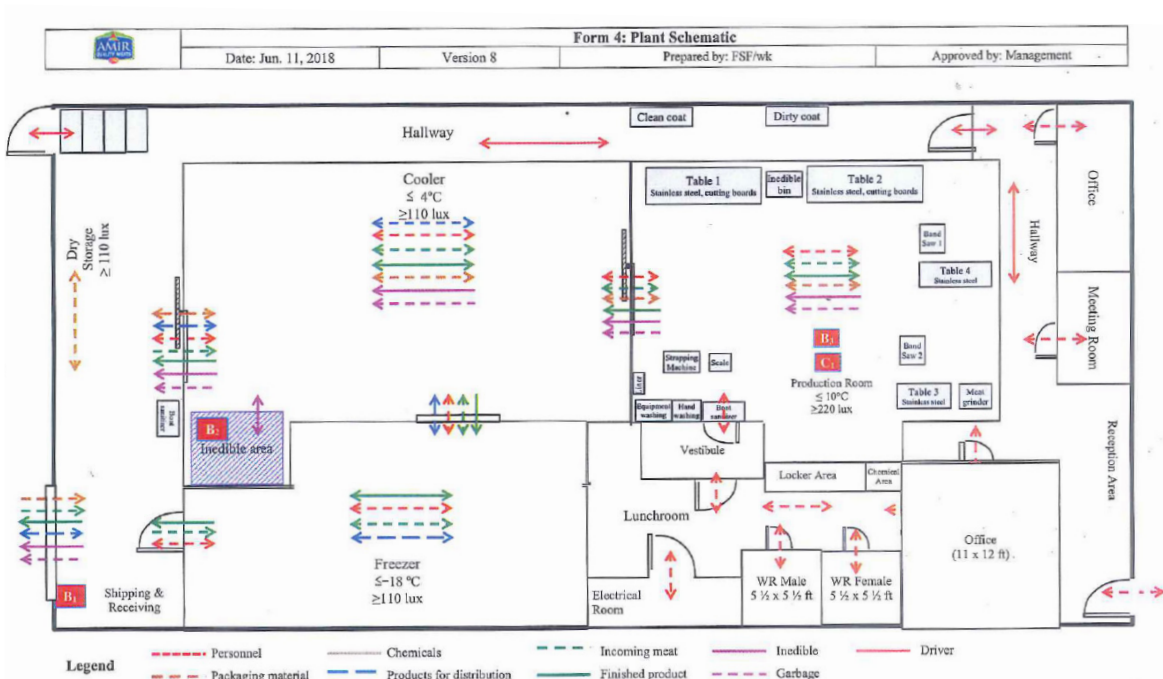 AMIR
QUALITY MEATS
Form 4: Plant Schematic
Date: Jun. 11, 2018
Version 8
Prepared by: FSF/wk
Approved by: Management
Hallway
Clean coat
Dirty coat
Office
Hallway
Meeting Room
Reception Area
Dry
Storage
≥ 110 lux
Cooler
≤ 4°C
≥110 lux
Table 1
Stainless steel, cutting boards
Inedible
bin
Table 2
Stainless steel, cutting boards
Band
Saw 1
Table 4
Stainless steel
B3
C1
Production Room
≤ 10°C
≥220 lux
Band
Saw 2
Table 3
Stainless steel
Meat
grinder
Strapping
Machine
Scale
Liner
Equipment
washing
Hand
washing
Boot
sanitizer
Boot
sanitizer
B2
Inedible area
Vestibule
Locker Area
Chemical
Area
Lunchroom
Office
(11 x 12 ft)
Freezer
≤-18 °C
≥110 lux
Electrical
Room
WR Male
5 ½ x 5 ½ ft
WR Female
5 ½ x 5 ½ ft
B1
Shipping &
Receiving
Legend
Personnel
Chemicals
Incoming meat
Inedible
Driver
Packaging material
Products for distribution
Finished product
Garbage